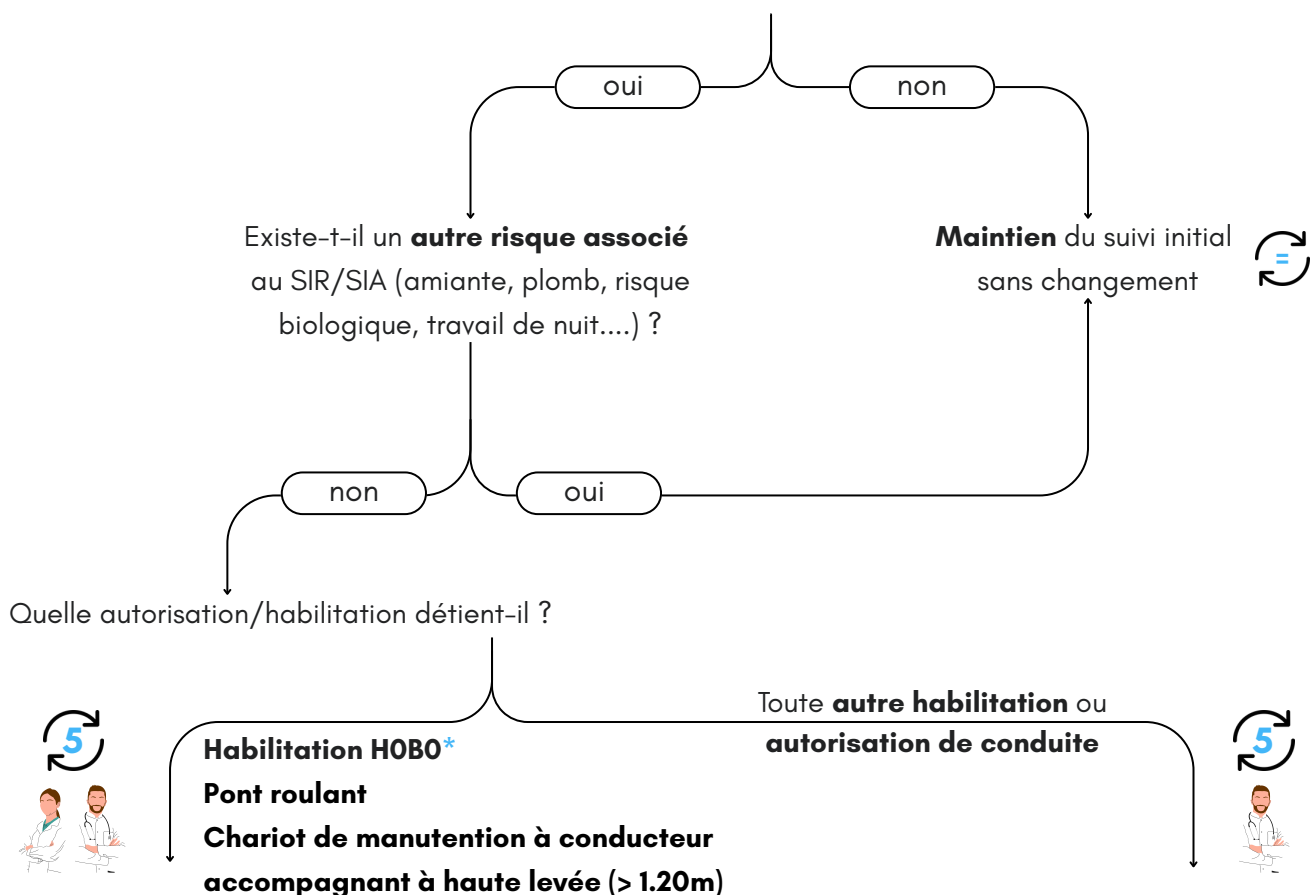 oui
non
Existe-t-il un autre risque associé
au SIR/SIA (amiante, plomb, risque
biologique, travail de nuit....) ?
Maintien du suivi initial
sans changement
=
non
oui
Quelle autorisation/habilitation détient-il ?
5
Habilitation H0B0*
Pont roulant
Chariot de manutention à conducteur
accompagnant à haute levée (> 1.20m)
Toute autre habilitation ou
autorisation de conduite
5